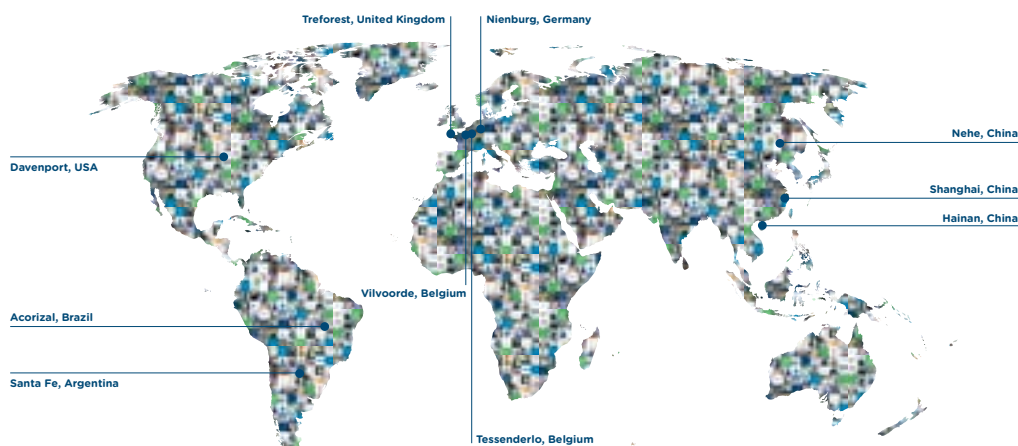 Treforest, United Kingdom
Nienburg, Germany
Nehe, China
Davenport, USA
Shanghai, China
Hainan, China
Vilvoorde, Belgium
Acorizal, Brazil
Santa Fe, Argentina
Tessenderlo, Belgium